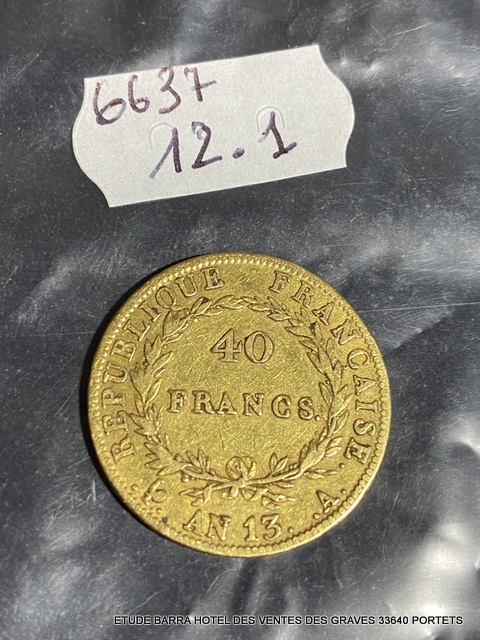 6637
12.1
REPUBLIQUE FRANÇAISE.
40
FRANCS.
AN 13. A.
ETUDE BARRA HOTEL DES VENTES DES GRAVES 33640 PORTETS